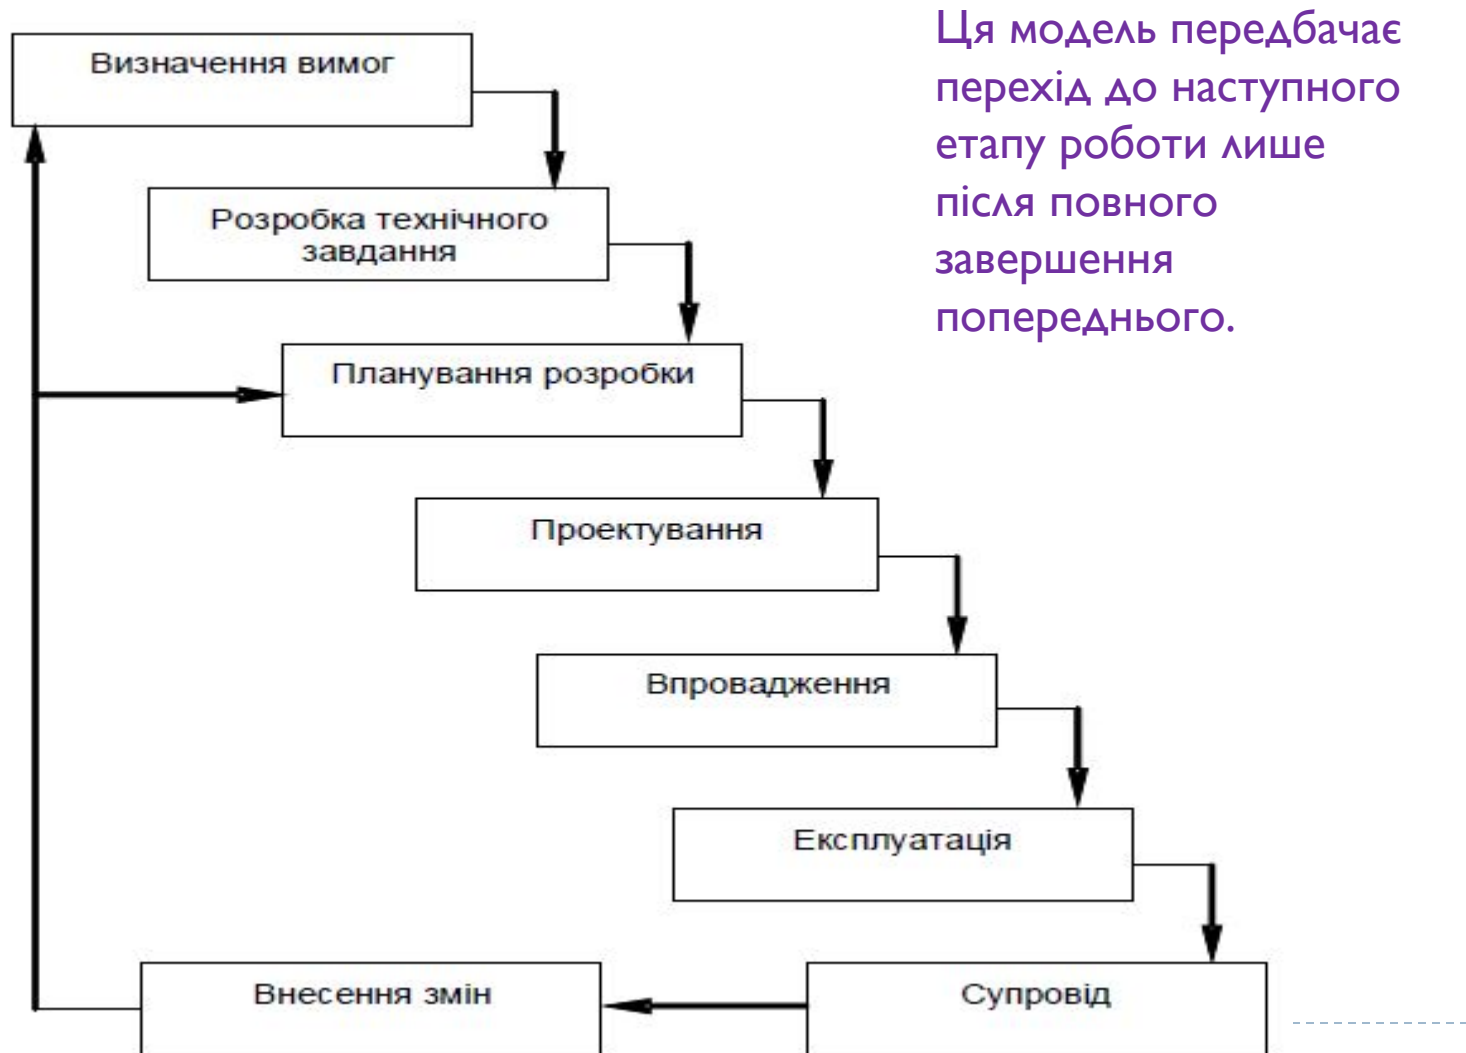 Визначення вимог
Розробка технічного
завдання
Планування розробки
Проектування
Впровадження
Експлуатація
Супровід
Внесення змін
Ця модель передбачає
перехід до наступного
етапу роботи лише
після повного
завершення
попереднього.